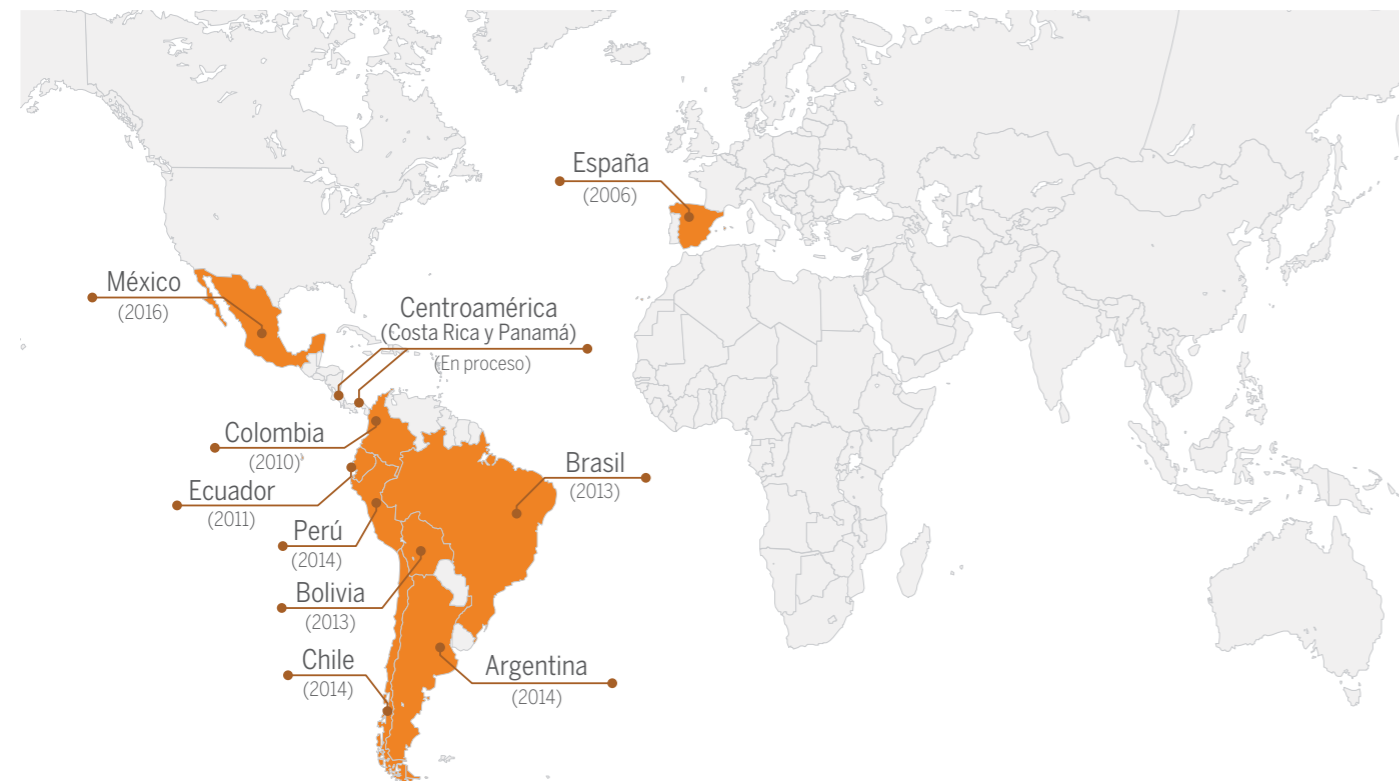 España
(2006)
México
(2016)
Centroamérica
(Costa Rica y Panamá)
(En proceso)
Colombia
(2010)
Brasil
(2013)
Ecuador
(2011)
Perú
(2014)
Bolivia
(2013)
Chile
(2014)
Argentina
(2014)